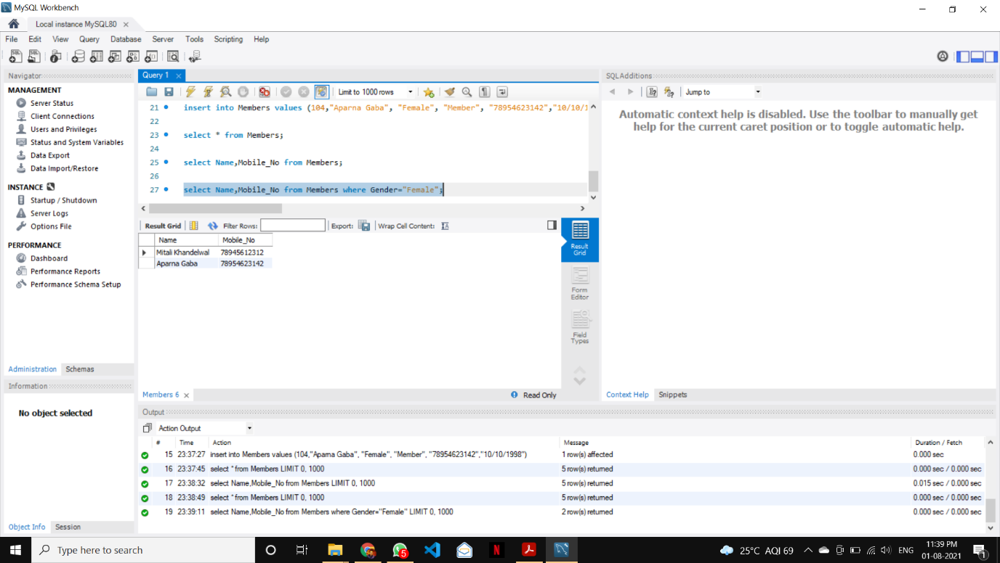 MySQL Workbench
Local instance MySQL80
File Edit View Query Database Server Tools Scripting Help
Navigator
MANAGEMENT
Server Status
Client Connections
Users and Privileges
Status and System Variables
Data Export
Data Import/Restore
INSTANCE
Startup / Shutdown
Server Logs
Options File
PERFORMANCE
Dashboard
Performance Reports
Performance Schema Setup
Administration Schemas
Information
No object selected
Object Info Session
Query 1
Limit to 1000 rows
21 insert into Members values (104,"Aparna Gaba", "Female", "Member", "78954623142","10/10/1
22
23 select * from Members;
24
25 select Name,Mobile_No from Members;
26
27 select Name,Mobile_No from Members where Gender="Female";
Result Grid Filter Rows: Export: Wrap Cell Content:
Name Mobile_No
Mitali Khandelwal 78945612312
Aparna Gaba 78954623142
Result Grid
Form Editor
Field Types
Members 6 Read Only
SQLAdditions
Jump to
Automatic context help is disabled. Use the toolbar to manually get
help for the current caret position or to toggle automatic help.
Context Help Snippets
Output
Action Output
# Time Action Message Duration / Fetch
15 23:37:27 insert into Members values (104,"Aparna Gaba", "Female", "Member", "78954623142","10/10/1998") 1 row(s) affected 0.000 sec
16 23:37:45 select * from Members LIMIT 0, 1000 5 row(s) returned 0.000 sec / 0.000 sec
17 23:38:32 select Name,Mobile_No from Members LIMIT 0, 1000 5 row(s) returned 0.015 sec / 0.000 sec
18 23:38:49 select * from Members LIMIT 0, 1000 5 row(s) returned 0.000 sec / 0.000 sec
19 23:39:11 select Name,Mobile_No from Members where Gender="Female" LIMIT 0, 1000 2 row(s) returned 0.000 sec / 0.000 sec
Type here to search
5
N
25°C AQI 69
ENG
11:39 PM
01-08-2021
1